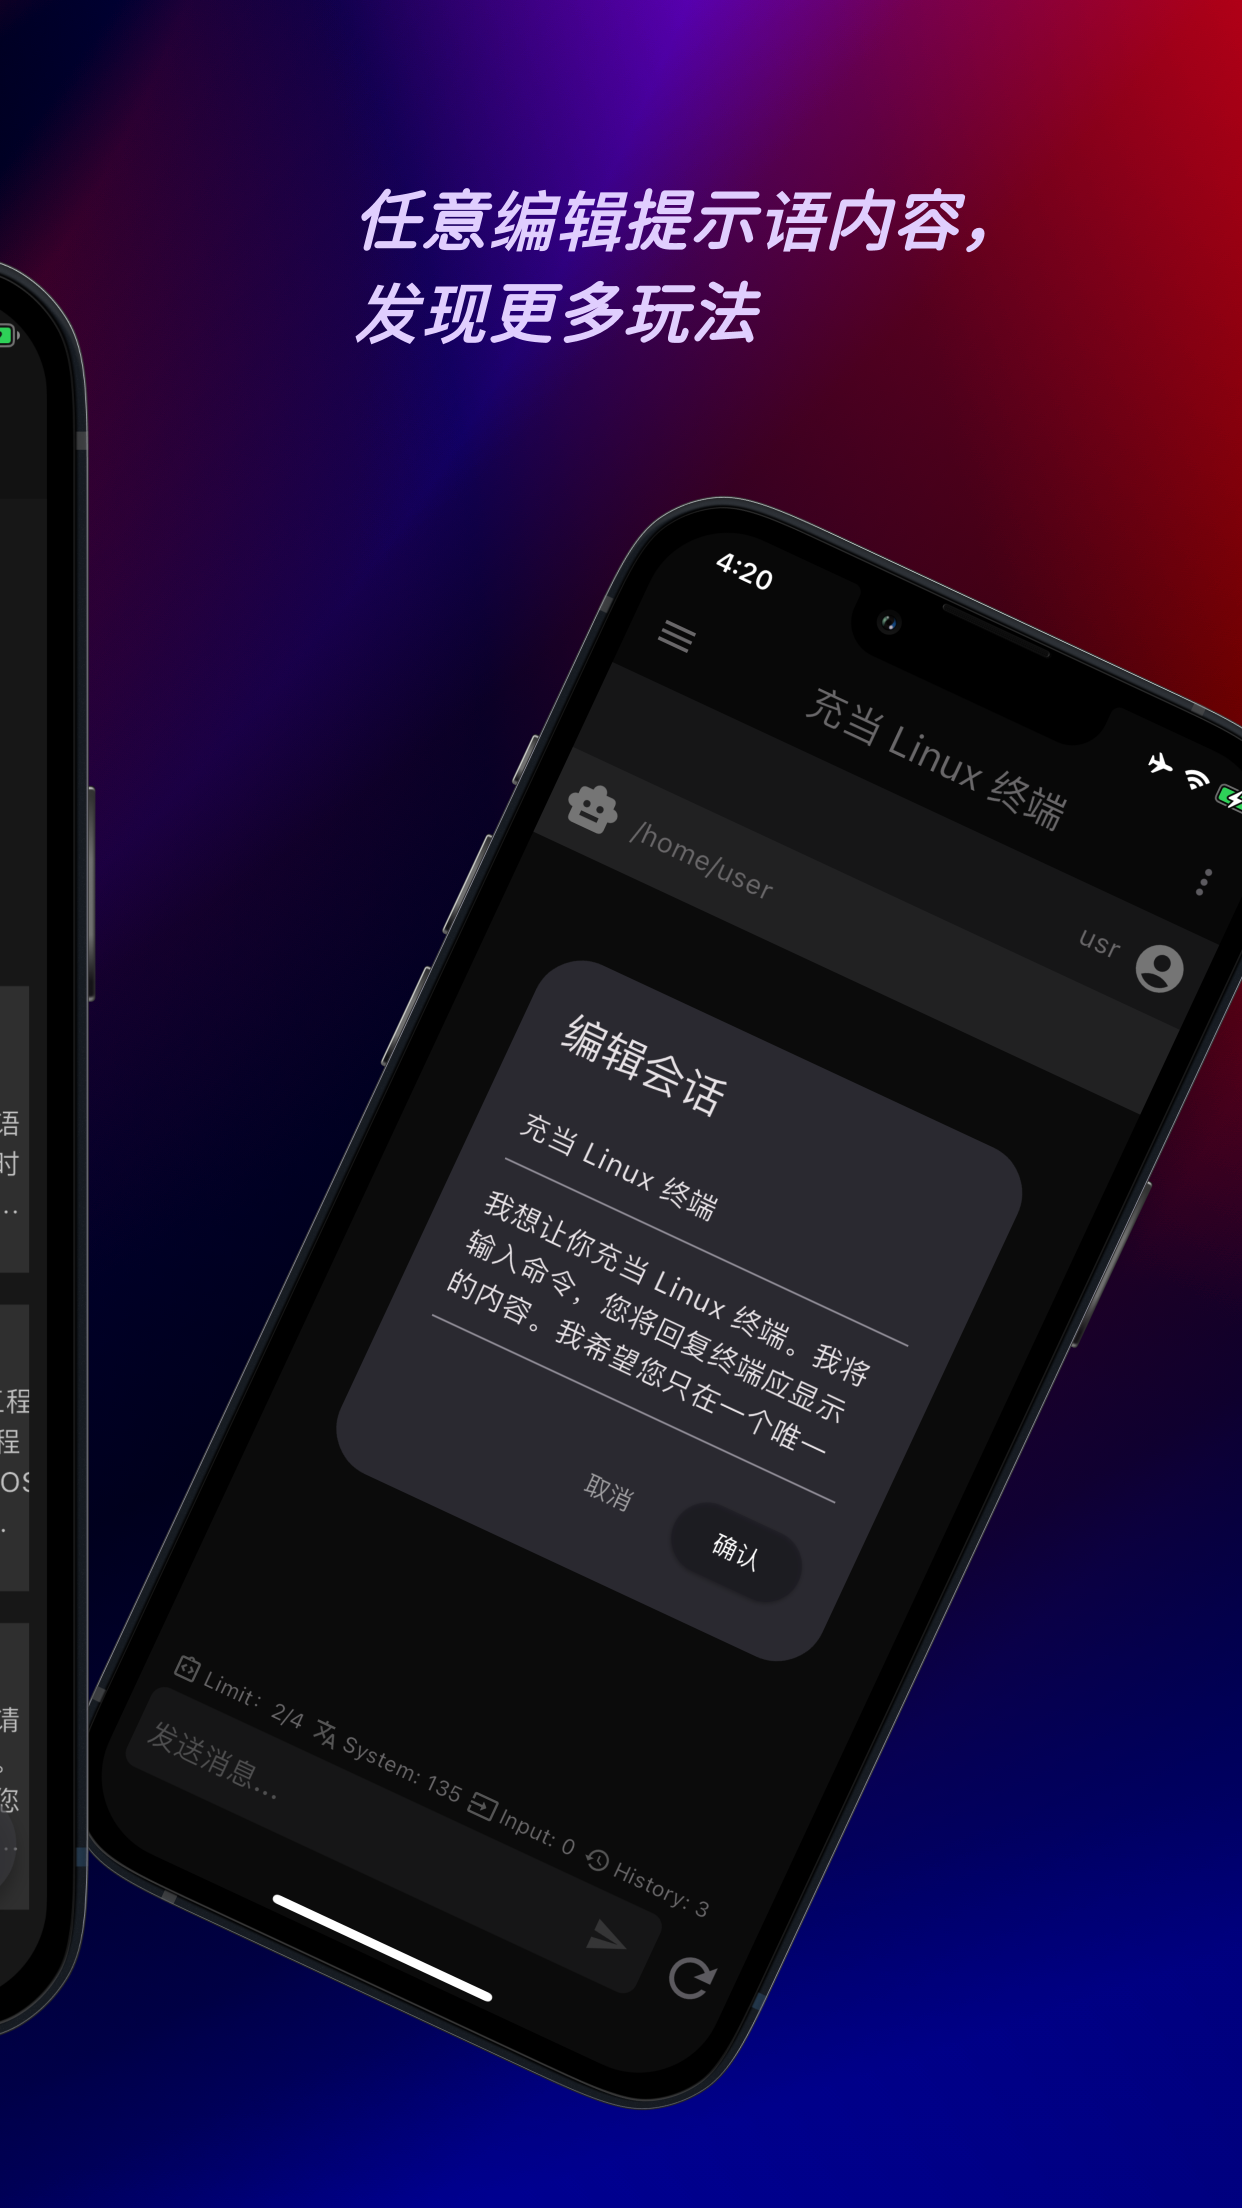 任意编辑提示语内容，
发现更多玩法
4:20
充当 Linux 终端
usr
/home/user
编辑会话
充当 Linux 终端
我想让你充当 Linux 终端。我将
输入命令，您将回复终端应显示
的内容。我希望您只在一个唯一
取消
确认
Limit: 2/4 System: 135 Input: 0 History: 3
发送消息...
语
时
...
程
程
OS
请
。
您